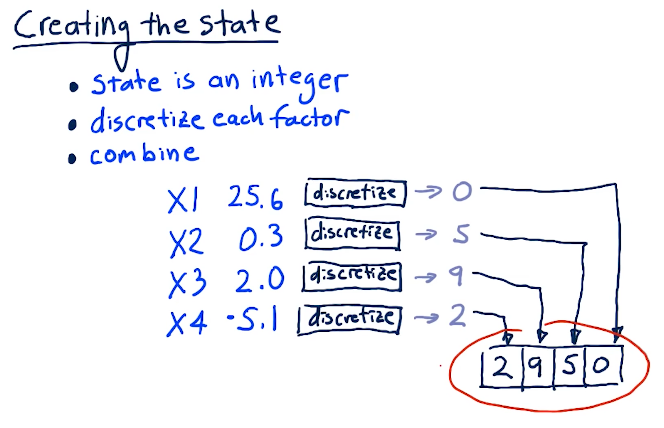 Creating the state
• state is an integer
• discretize each factor
• combine
X1 25.6 discretize → 0
X2 0.3 discretize → 5
X3 2.0 discretize → 9
X4 -5.1 discretize → 2
2 9 5 0